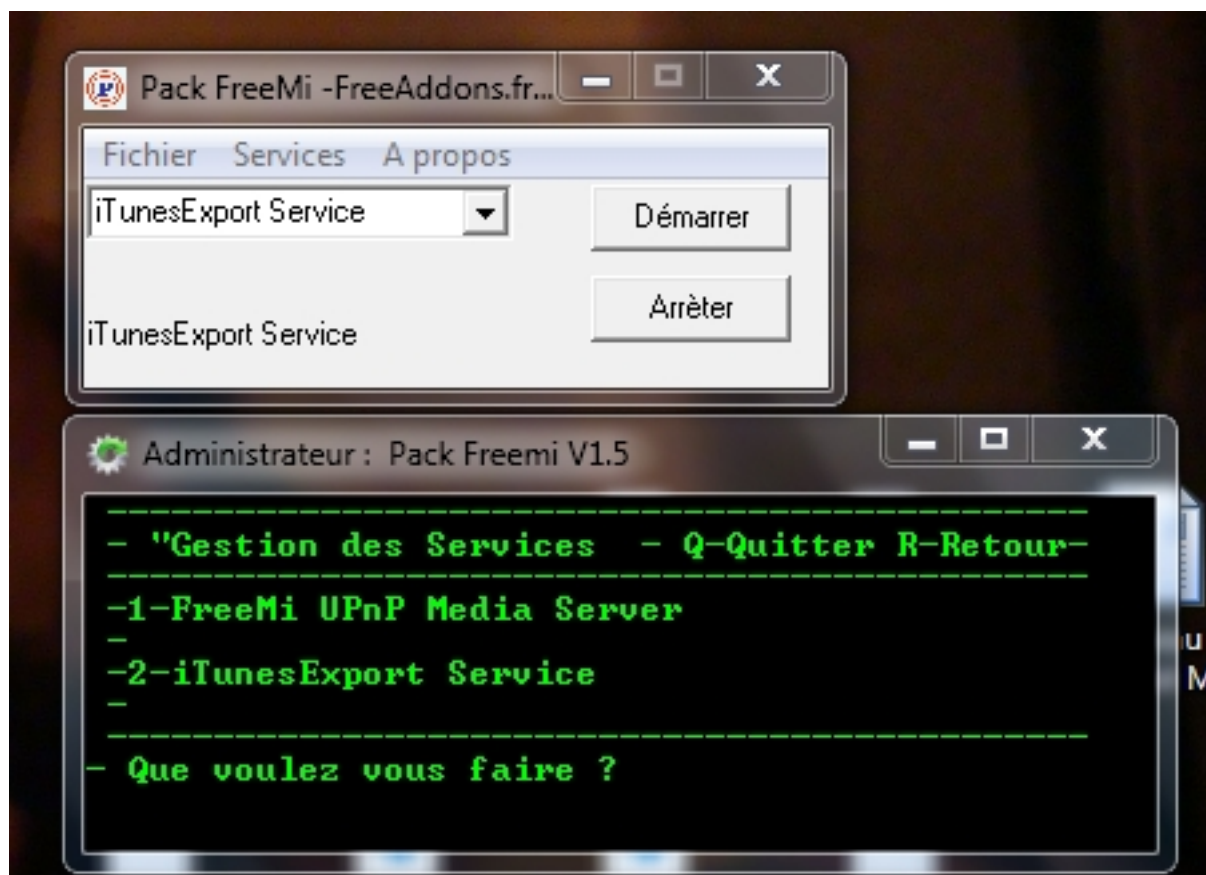 Pack FreeMi -FreeAddons.fr...
Fichier Services A propos
iTunesExport Service
Démarrer
Arrèter
iTunesExport Service
Administrateur : Pack Freemi V1.5
------------------------------------------------
- "Gestion des Services - Q-Quitter R-Retour-
------------------------------------------------
-1-FreeMi UPnP Media Server
-
-2-iTunesExport Service
-
------------------------------------------------
- Que voulez vous faire ?